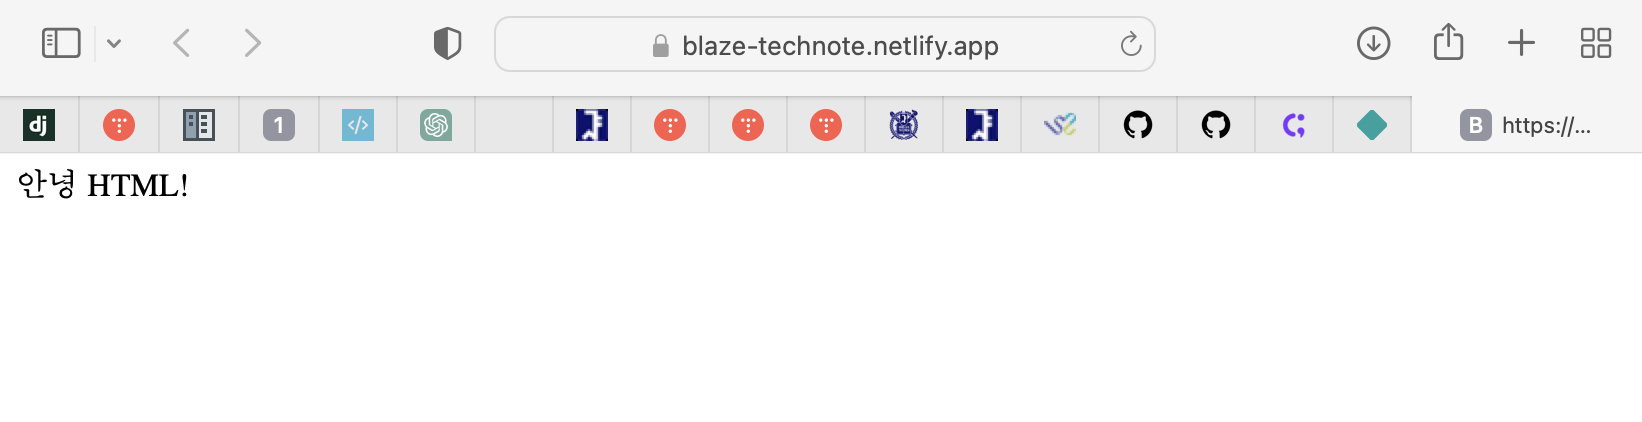 blaze-technote.netlify.app
dj 1 </> B https://...
안녕 HTML!